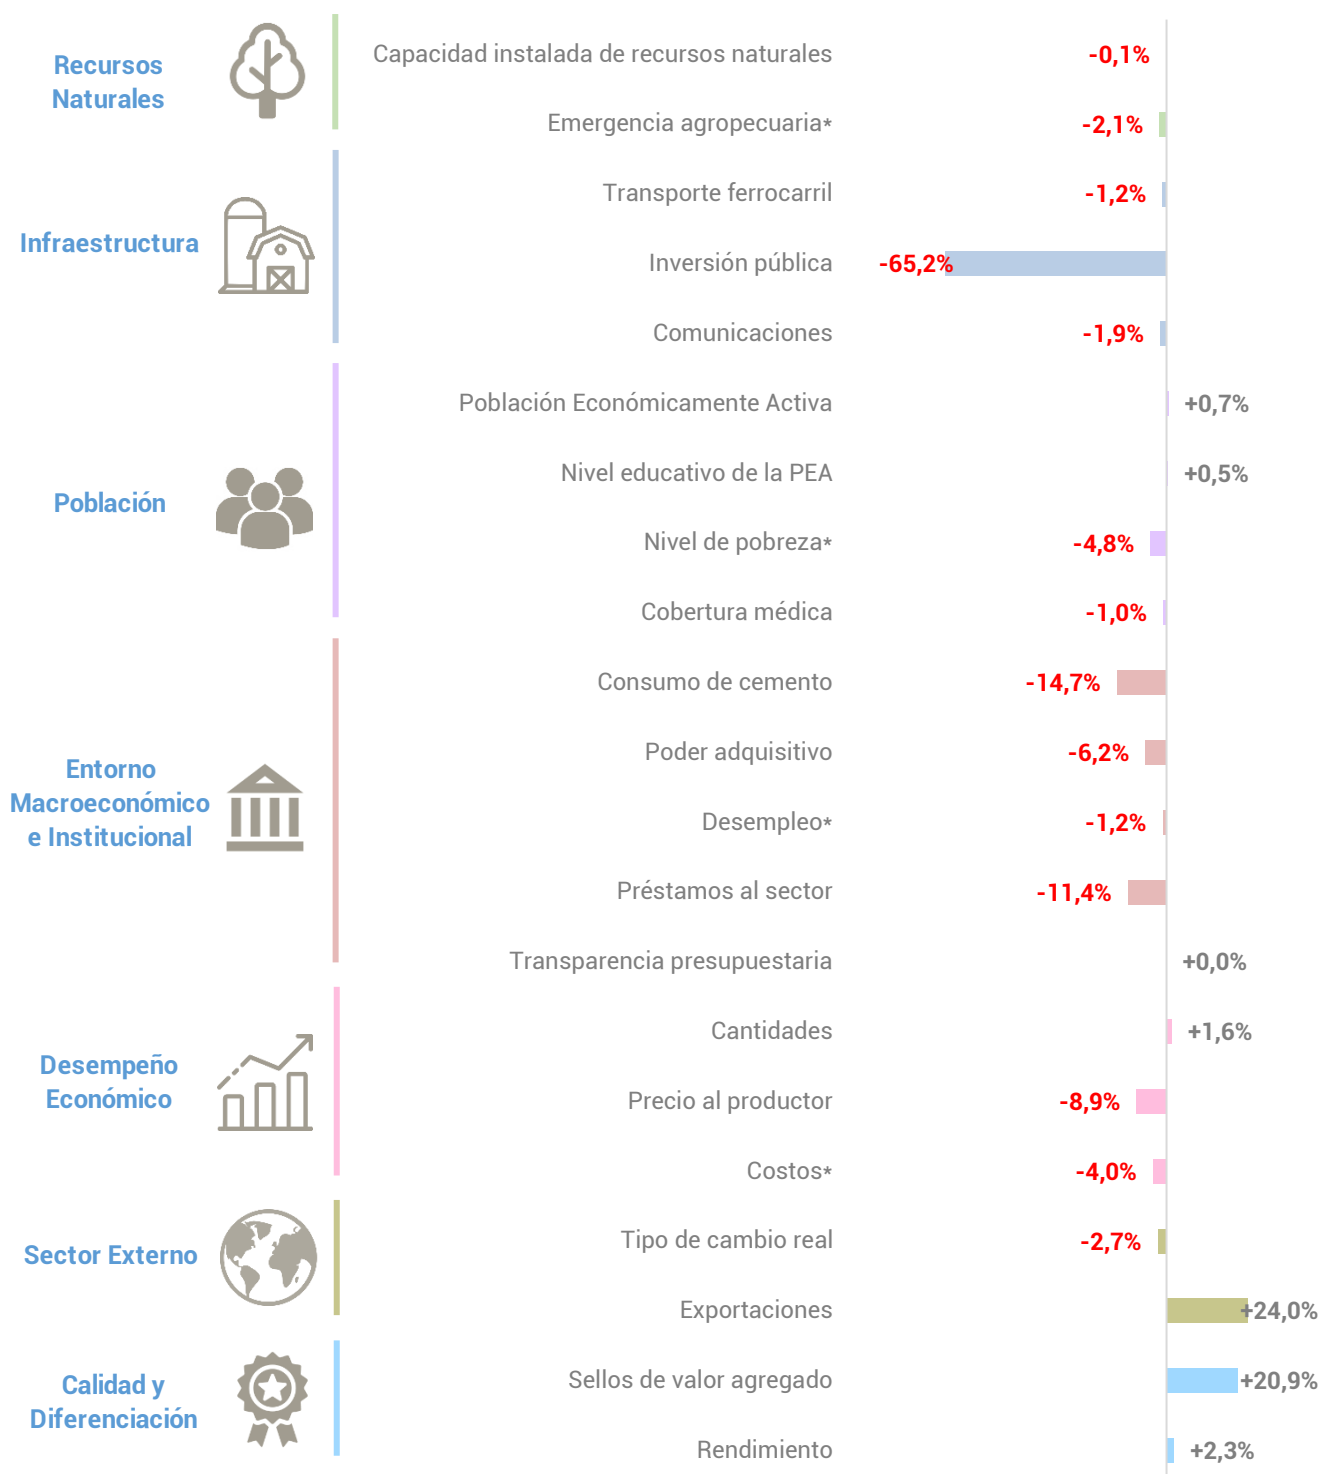 Recursos
Naturales
Capacidad instalada de recursos naturales -0,1%
Emergencia agropecuaria* -2,1%
Infraestructura
Transporte ferrocarril -1,2%
Inversión pública -65,2%
Comunicaciones -1,9%
Población
Población Económicamente Activa +0,7%
Nivel educativo de la PEA +0,5%
Nivel de pobreza* -4,8%
Cobertura médica -1,0%
Entorno
Macroeconómico
e Institucional
Consumo de cemento -14,7%
Poder adquisitivo -6,2%
Desempleo* -1,2%
Préstamos al sector -11,4%
Transparencia presupuestaria +0,0%
Desempeño
Económico
Cantidades +1,6%
Precio al productor -8,9%
Costos* -4,0%
Sector Externo
Tipo de cambio real -2,7%
Exportaciones +24,0%
Calidad y
Diferenciación
Sellos de valor agregado +20,9%
Rendimiento +2,3%